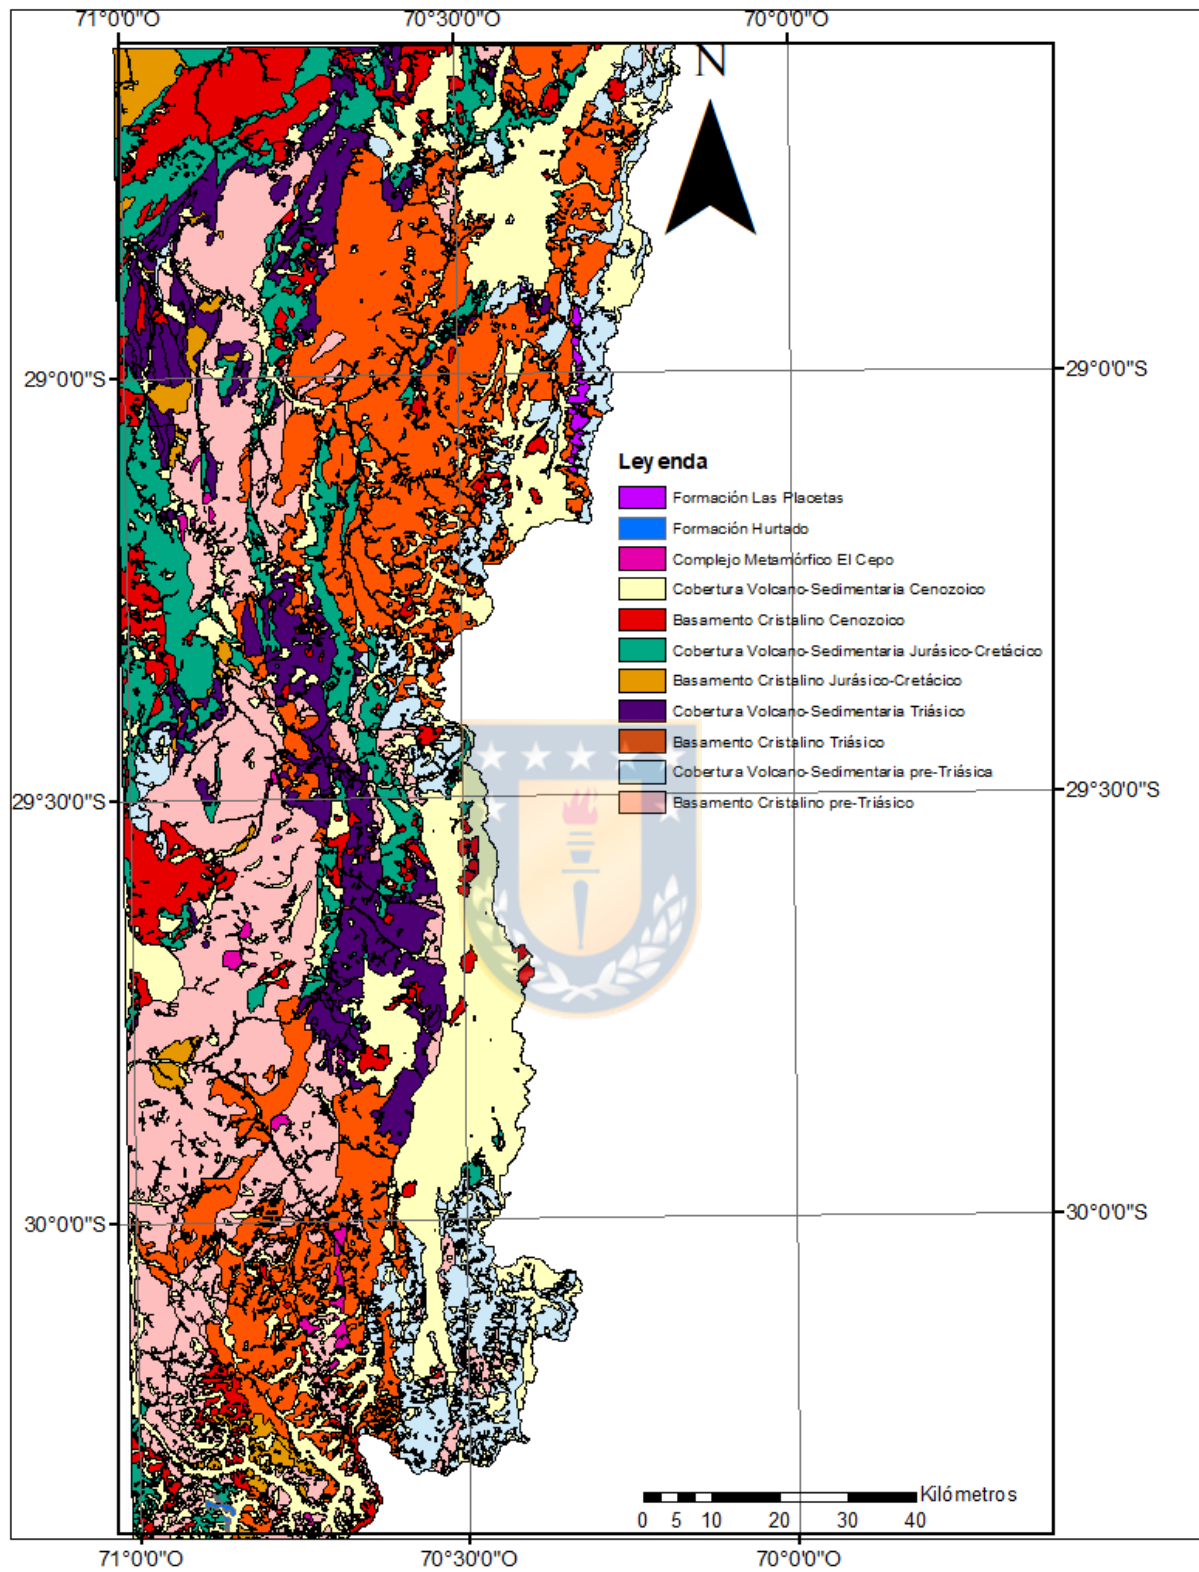 71°0'0"O 70°30'0"O 70°0'0"O
N
29°0'0"S 29°0'0"S
Leyenda
Formación Las Placetas
Formación Hurtado
Complejo Metamórfico El Cepo
Cobertura Volcano-Sedimentaria Cenozoico
Basamento Cristalino Cenozoico
Cobertura Volcano-Sedimentaria Jurásico-Cretácico
Basamento Cristalino Jurásico-Cretácico
Cobertura Volcano-Sedimentaria Triásico
Basamento Cristalino Triásico
Cobertura Volcano-Sedimentaria pre-Triásica
Basamento Cristalino pre-Triásico
29°30'0"S 29°30'0"S
30°0'0"S 30°0'0"S
Kilómetros
0 5 10 20 30 40
71°0'0"O 70°30'0"O 70°0'0"O